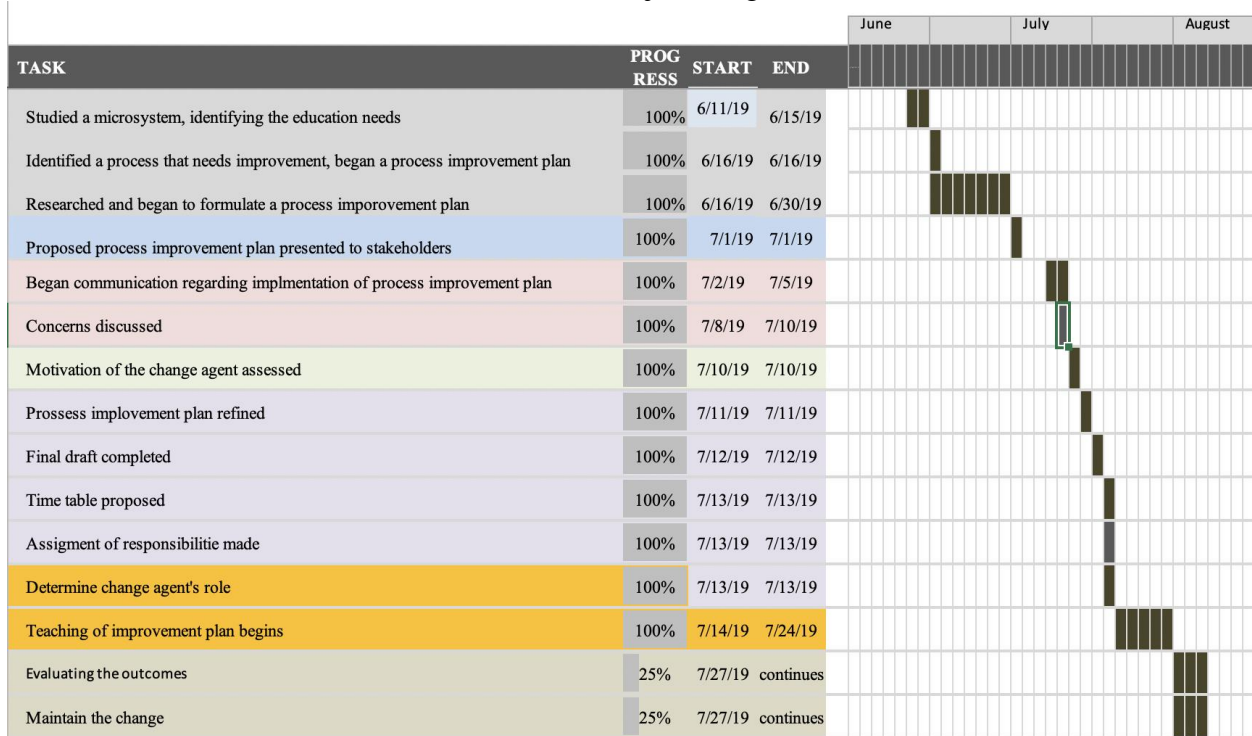 June July August
TASK PROG RESS START END
Studied a microsystem, identifying the education needs 100% 6/11/19 6/15/19
Identified a process that needs improvement, began a process improvement plan 100% 6/16/19 6/16/19
Researched and began to formulate a process imporovement plan 100% 6/16/19 6/30/19
Proposed process improvement plan presented to stakeholders 100% 7/1/19 7/1/19
Began communication regarding implmentation of process improvement plan 100% 7/2/19 7/5/19
Concerns discussed 100% 7/8/19 7/10/19
Motivation of the change agent assessed 100% 7/10/19 7/10/19
Prossess implovement plan refined 100% 7/11/19 7/11/19
Final draft completed 100% 7/12/19 7/12/19
Time table proposed 100% 7/13/19 7/13/19
Assigment of responsibilitie made 100% 7/13/19 7/13/19
Determine change agent's role 100% 7/13/19 7/13/19
Teaching of improvement plan begins 100% 7/14/19 7/24/19
Evaluating the outcomes 25% 7/27/19 continues
Maintain the change 25% 7/27/19 continues